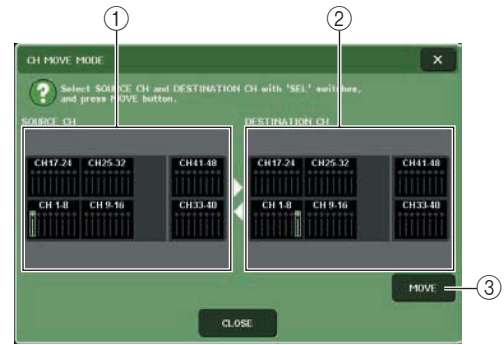 ①
②
CH MOVE MODE
Select SOURCE CH and DESTINATION CH with 'SEL' switches,
and press MOVE button.
SOURCE CH
DESTINATION CH
CH17-24 CH25-32 CH41-48
CH17-24 CH25-32 CH41-48
CH 1-8 CH 9-16 CH33-40
CH 1-8 CH 9-16 CH33-40
MOVE
③
CLOSE